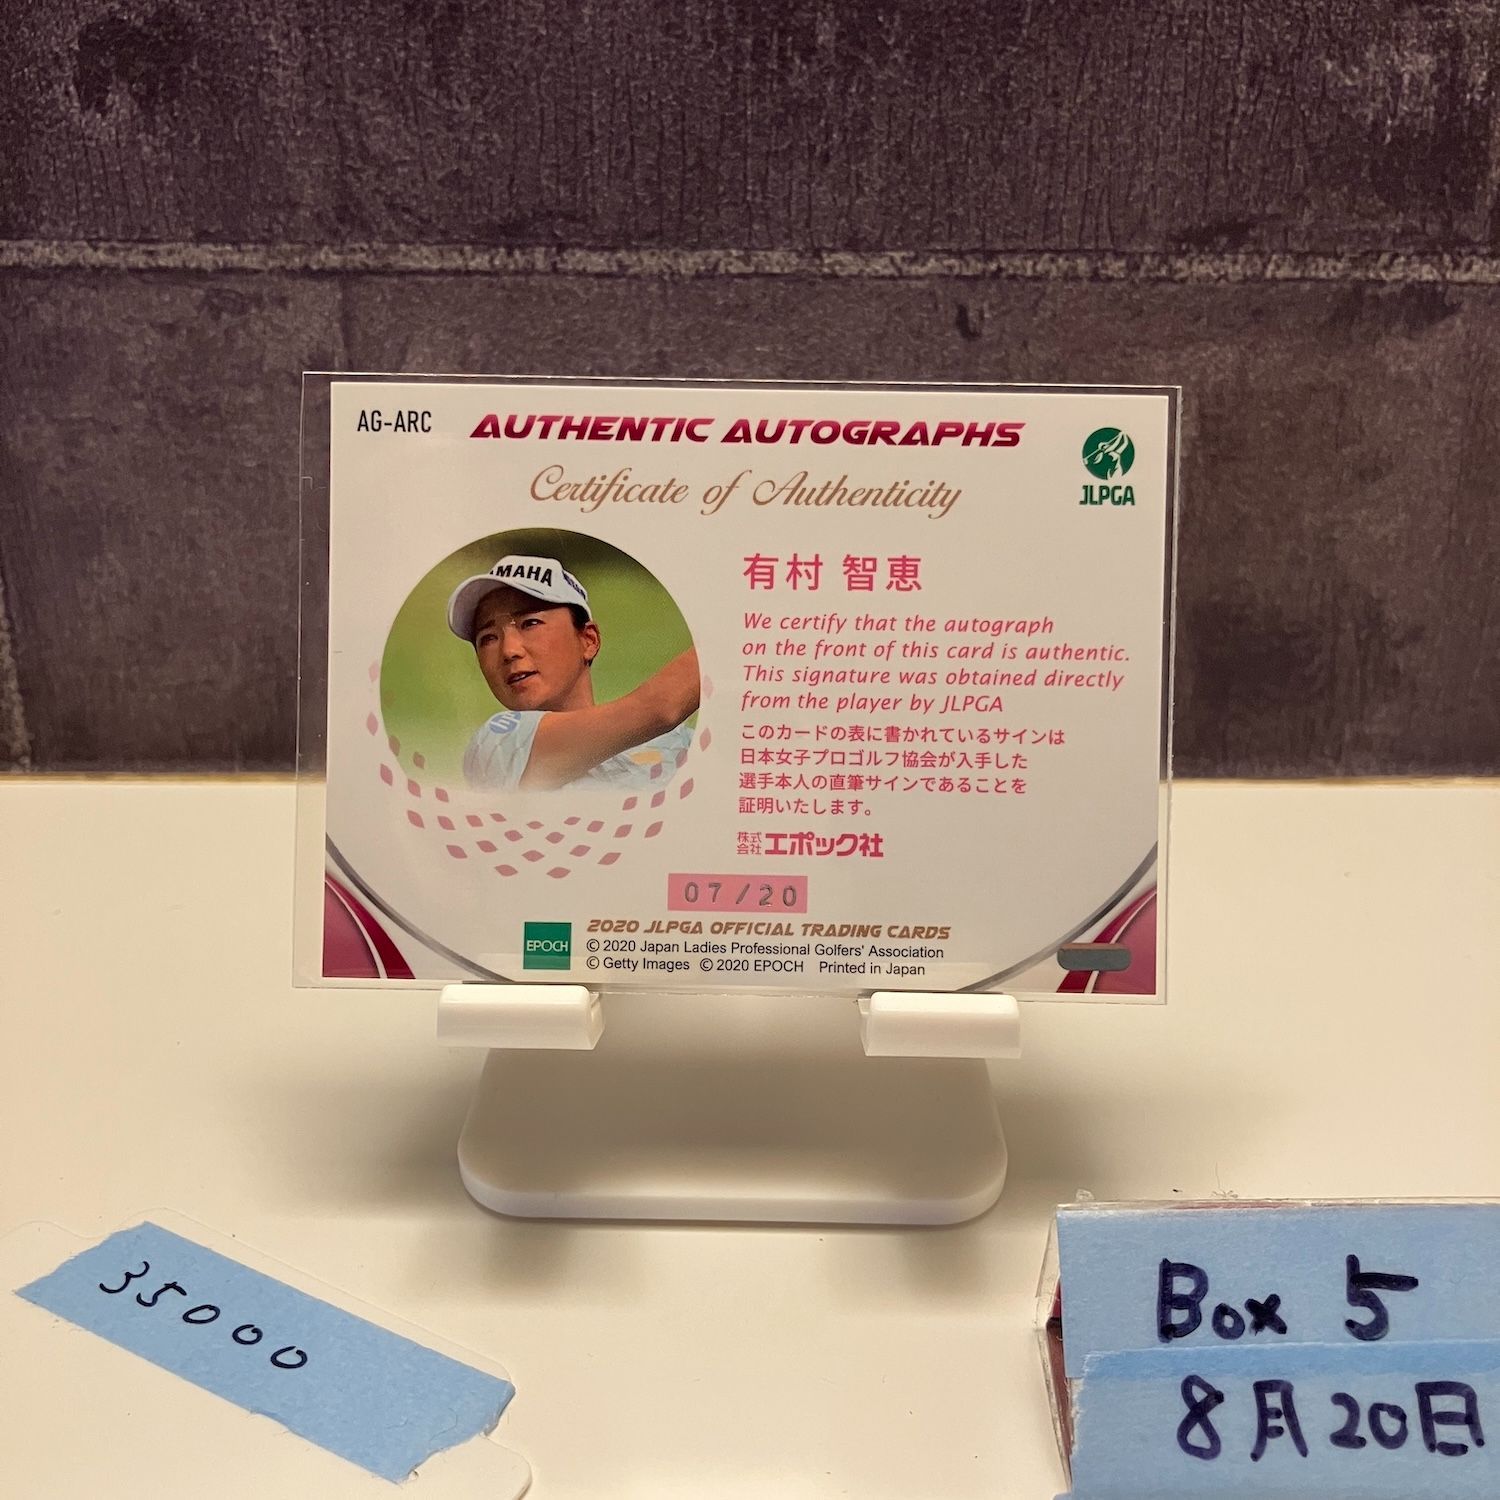 AG-ARC
AUTHENTIC AUTOGRAPHS
Certificate of Authenticity
JLPGA
MAHA
hp
有村 智恵
We certify that the autograph
on the front of this card is authentic.
This signature was obtained directly
from the player by JLPGA
このカードの表に書かれているサインは
日本女子プロゴルフ協会が入手した
選手本人の直筆サインであることを
証明いたします。
株式会社エポック社
07/20
EPOCH
2020 JLPGA OFFICIAL TRADING CARDS
© 2020 Japan Ladies Professional Golfers' Association
© Getty Images © 2020 EPOCH Printed in Japan
35000
Box 5
8月20日